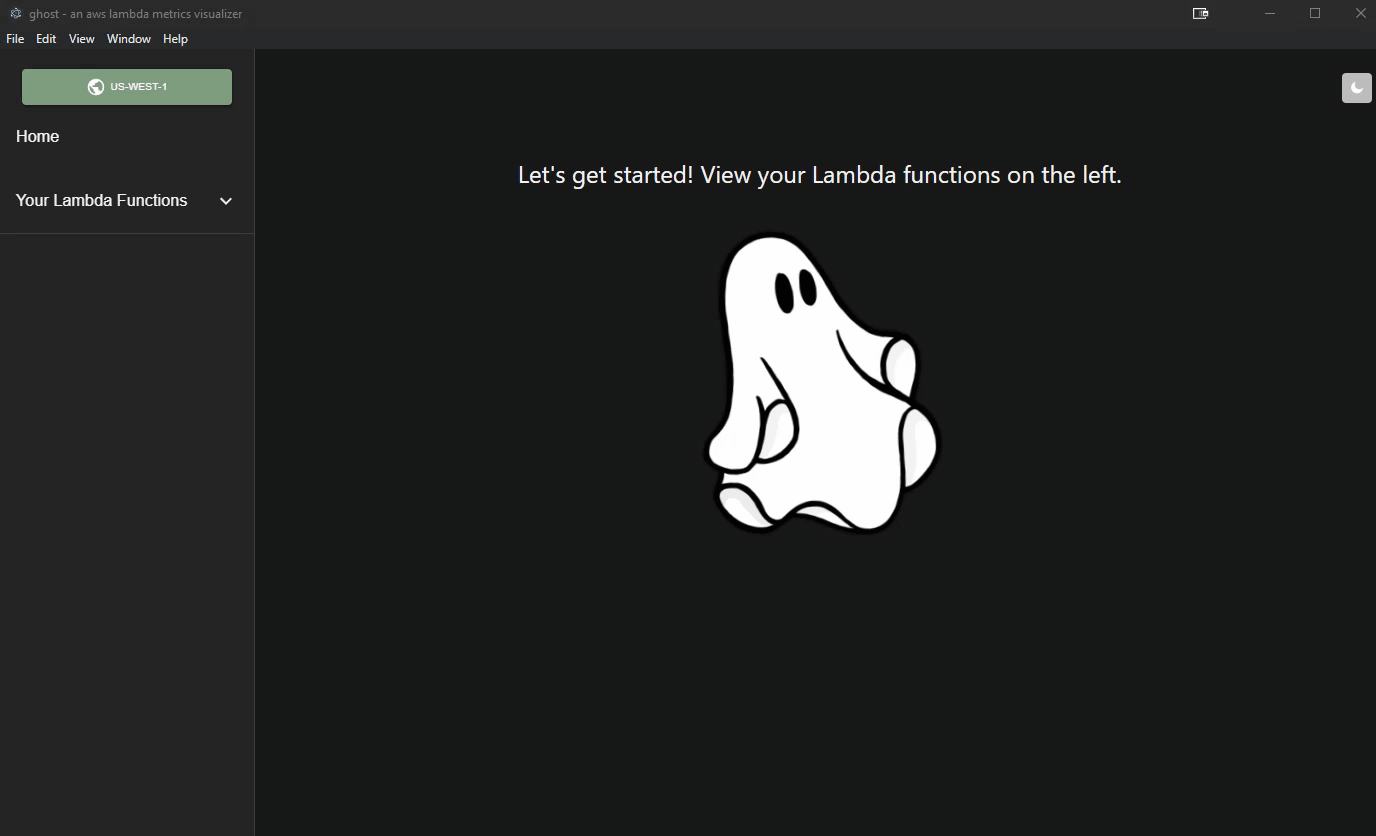 ghost - an aws lambda metrics visualizer
File Edit View Window Help
US-WEST-1
Home
Your Lambda Functions
Let's get started! View your Lambda functions on the left.